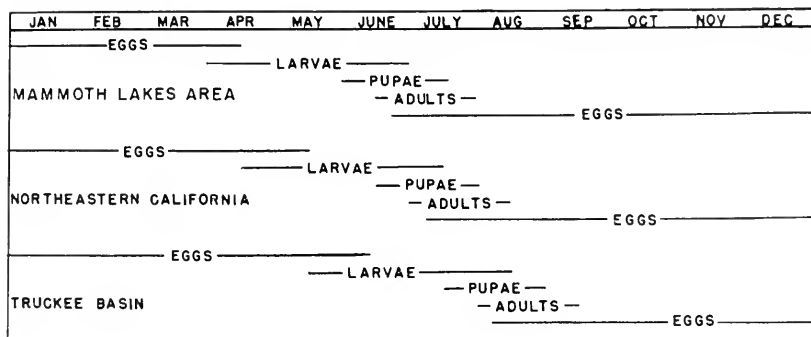 JAN FEB MAR APR MAY JUNE JULY AUG SEP OCT NOV DEC
EGGS
LARVAE
PUPAE
MAMMOTH LAKES AREA
ADULTS
EGGS
EGGS
LARVAE
PUPAE
NORTHEASTERN CALIFORNIA
ADULTS
EGGS
EGGS
LARVAE
PUPAE
TRUCKEE BASIN
ADULTS
EGGS